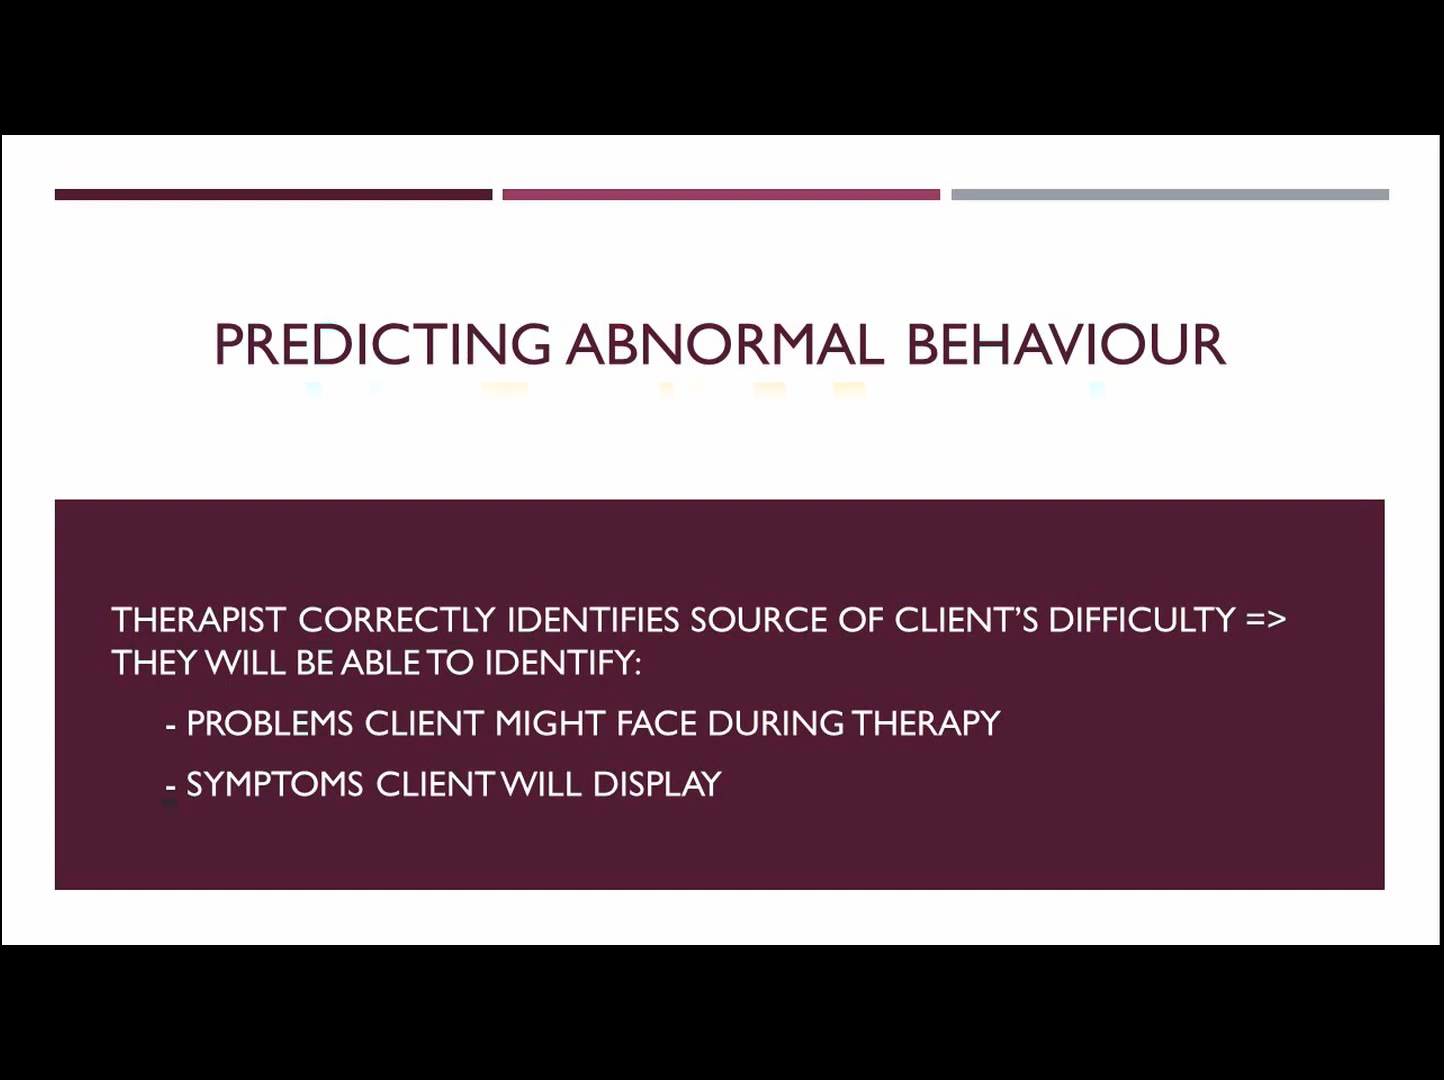 PREDICTING ABNORMAL BEHAVIOUR
THERAPIST CORRECTLY IDENTIFIES SOURCE OF CLIENT’S DIFFICULTY =>
THEY WILL BE ABLE TO IDENTIFY:
- PROBLEMS CLIENT MIGHT FACE DURING THERAPY
- SYMPTOMS CLIENT WILL DISPLAY